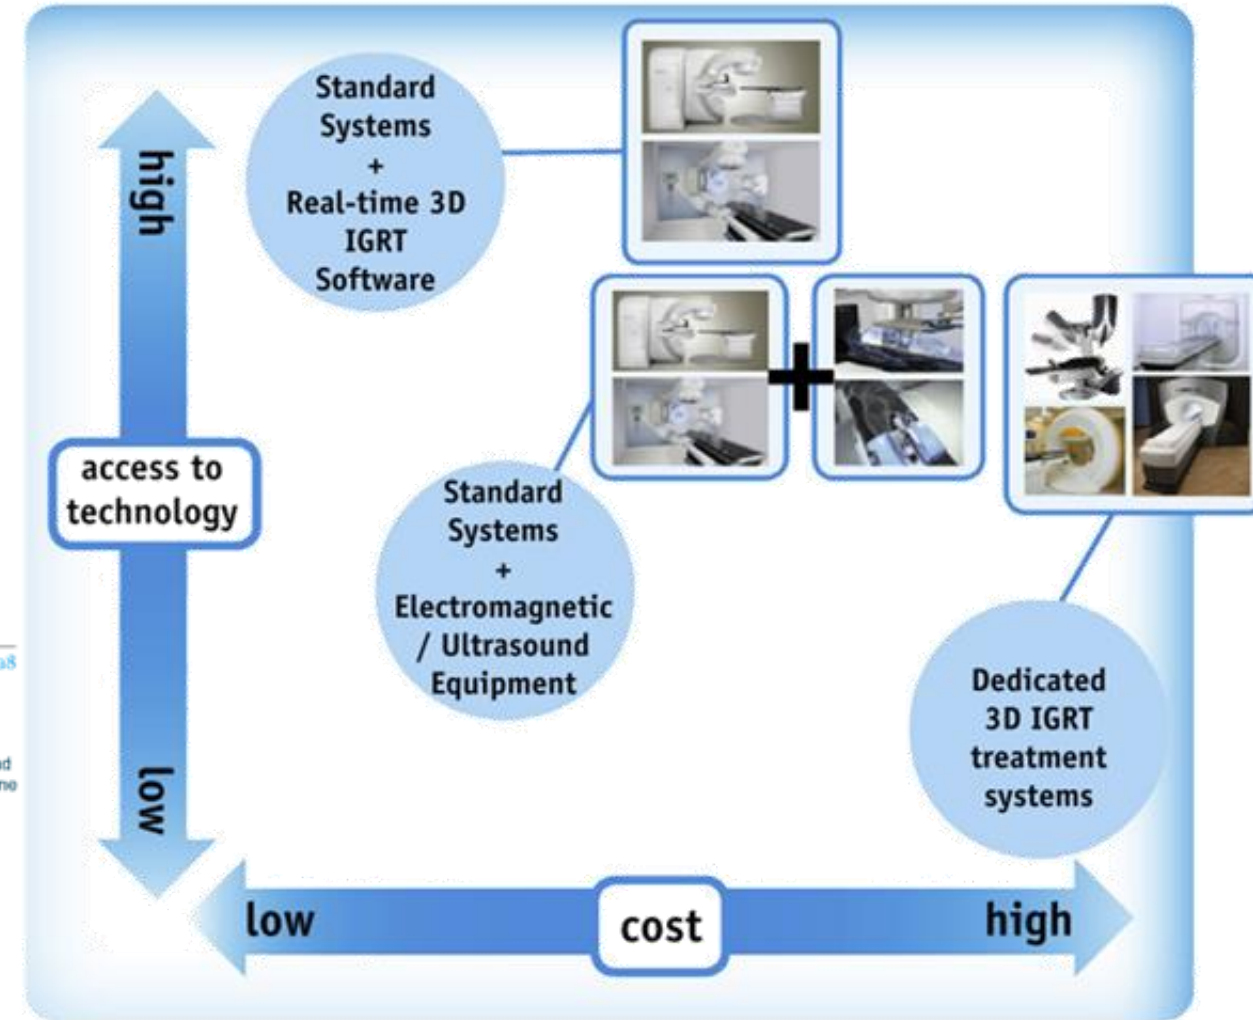 Standard
Systems
+
Real-time 3D
IGRT
Software
high
access to
technology
low
Standard
Systems
+
Electromagnetic
/ Ultrasound
Equipment
Dedicated
3D IGRT
treatment
systems
low
cost
high